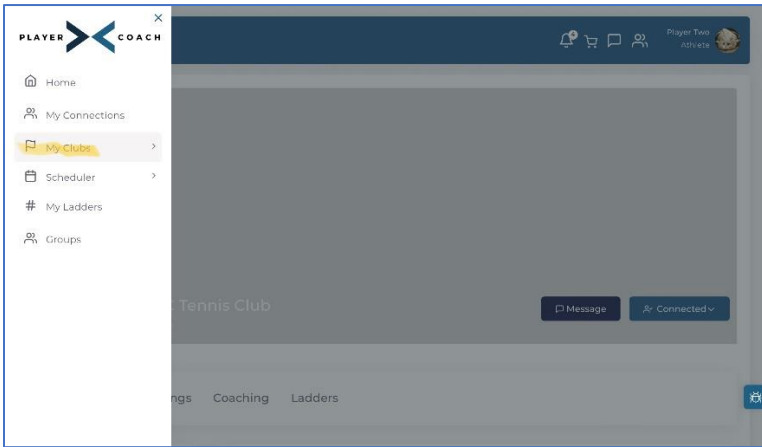 PLAYER COACH
Home
My Connections
My Clubs
Scheduler
My Ladders
Groups
Player Two
Athlete
Tennis Club
Message
Connected
ngs Coaching Ladders